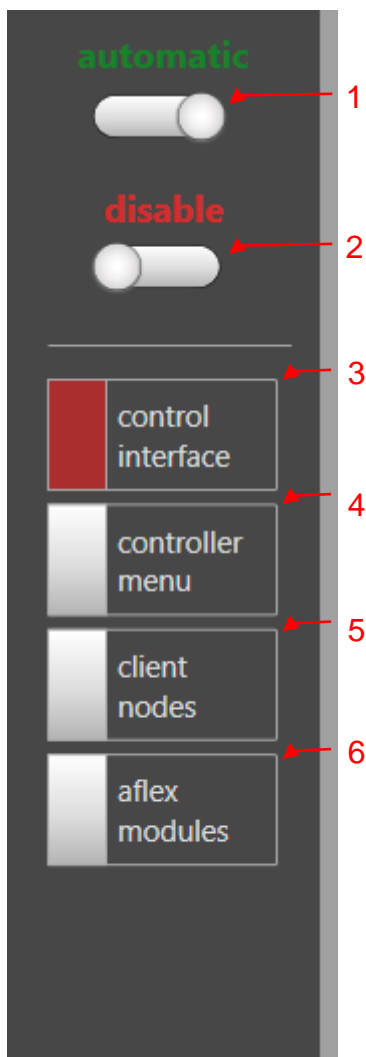 automatic
1
disable
2
3
control
interface
4
controller
menu
5
client
nodes
6
aflex
modules